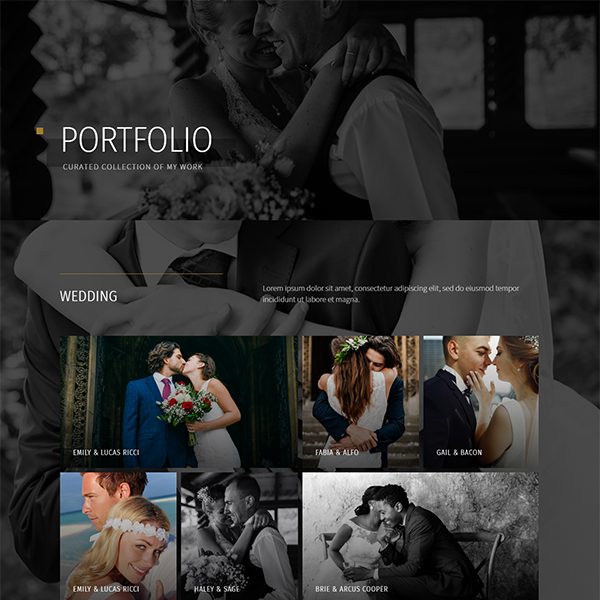 PORTFOLIO
CURATED COLLECTION OF MY WORK
WEDDING
Lorem ipsum dolor sit amet, consectetur adipiscing elit, sed do eiusmod tempor
incididunt ut labore et magna.
EMILY & LUCAS RICCI
FABIA & ALFO
GAIL & BACON
EMILY & LUCAS RICCI
HALEY & SAGE
BRIE & ARCUS COOPER